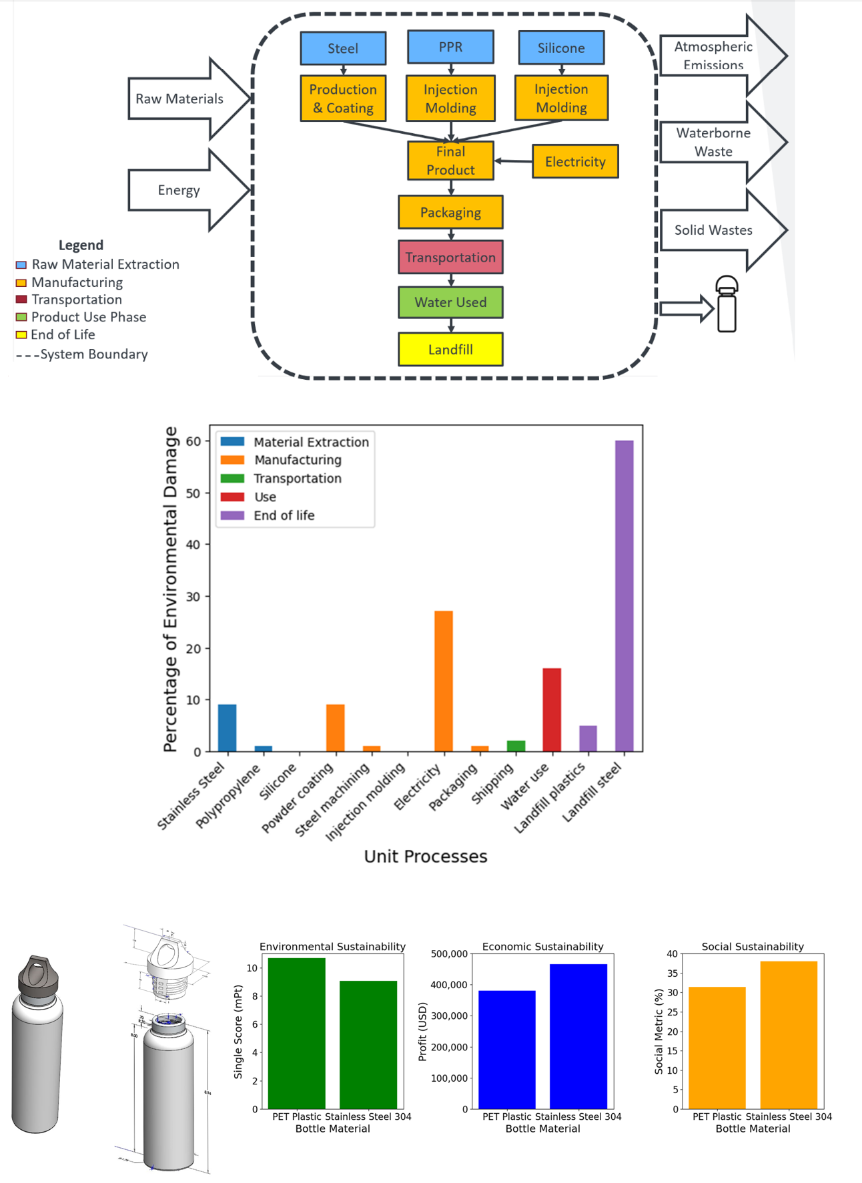 Steel
PPR
Silicone
Atmospheric
Emissions
Raw Materials
Production
& Coating
Injection
Molding
Injection
Molding
Waterborne
Waste
Final
Product
Electricity
Energy
Packaging
Solid Wastes
Legend
Raw Material Extraction
Manufacturing
Transportation
Product Use Phase
End of Life
---System Boundary
Transportation
Water Used
Landfill
Percentage of Environmental Damage
60
50
40
30
20
10
0
Material Extraction
Manufacturing
Transportation
Use
End of life
Stainless Steel
Polypropylene
Silicone
Powder coating
Steel machining
Injection molding
Electricity
Packaging
Shipping
Water use
Landfill plastics
Landfill steel
Unit Processes
Environmental Sustainability
Single Score (mPt)
10
8
6
4
2
0
PET Plastic Stainless Steel 304
Bottle Material
Economic Sustainability
Profit (USD)
500,000
400,000
300,000
200,000
100,000
0
PET Plastic Stainless Steel 304
Bottle Material
Social Sustainability
Social Metric (%)
40
35
30
25
20
15
10
5
0
PET Plastic Stainless Steel 304
Bottle Material